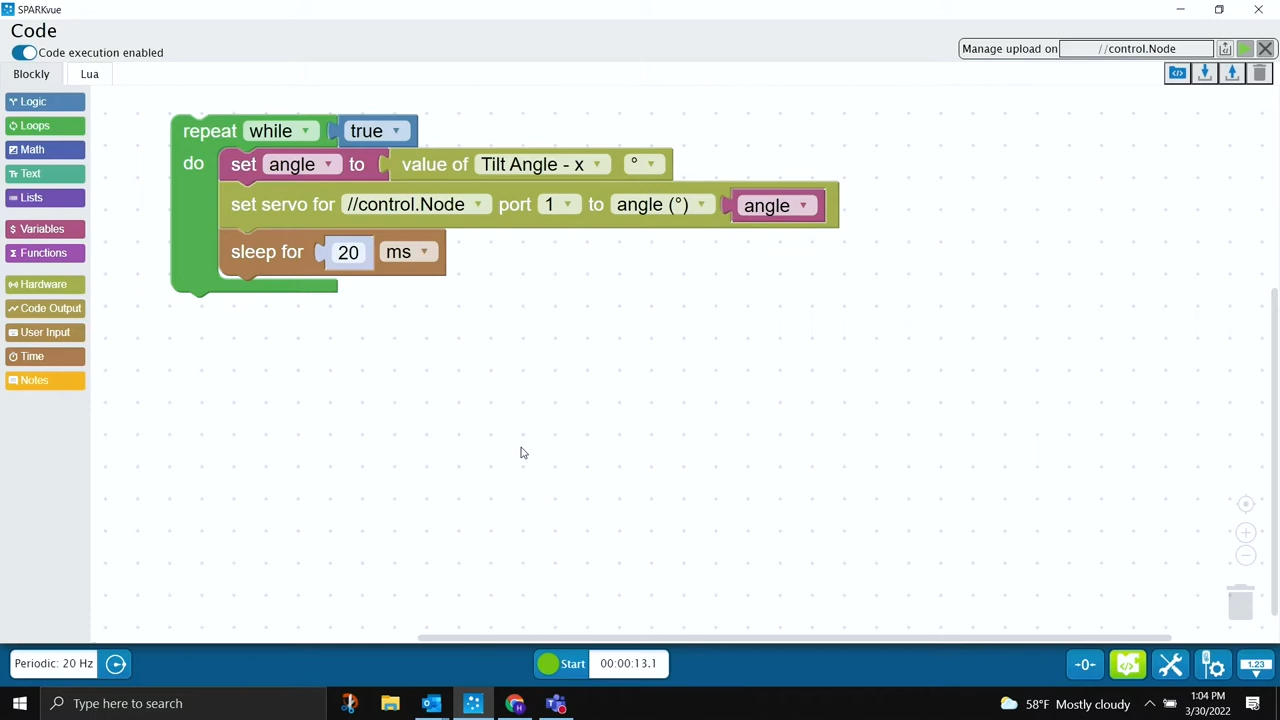 SPARKvue
Code
Code execution enabled
Manage upload on //control.Node
Blockly Lua
Logic
Loops
Math
Text
Lists
Variables
Functions
Hardware
Code Output
User Input
Time
Notes
repeat while true
do set angle to value of Tilt Angle - x °
set servo for //control.Node port 1 to angle (°) angle
sleep for 20 ms
Periodic: 20 Hz Start 00:00:13.1 -0- 1.23
Type here to search 58°F Mostly cloudy 1:04 PM
3/30/2022